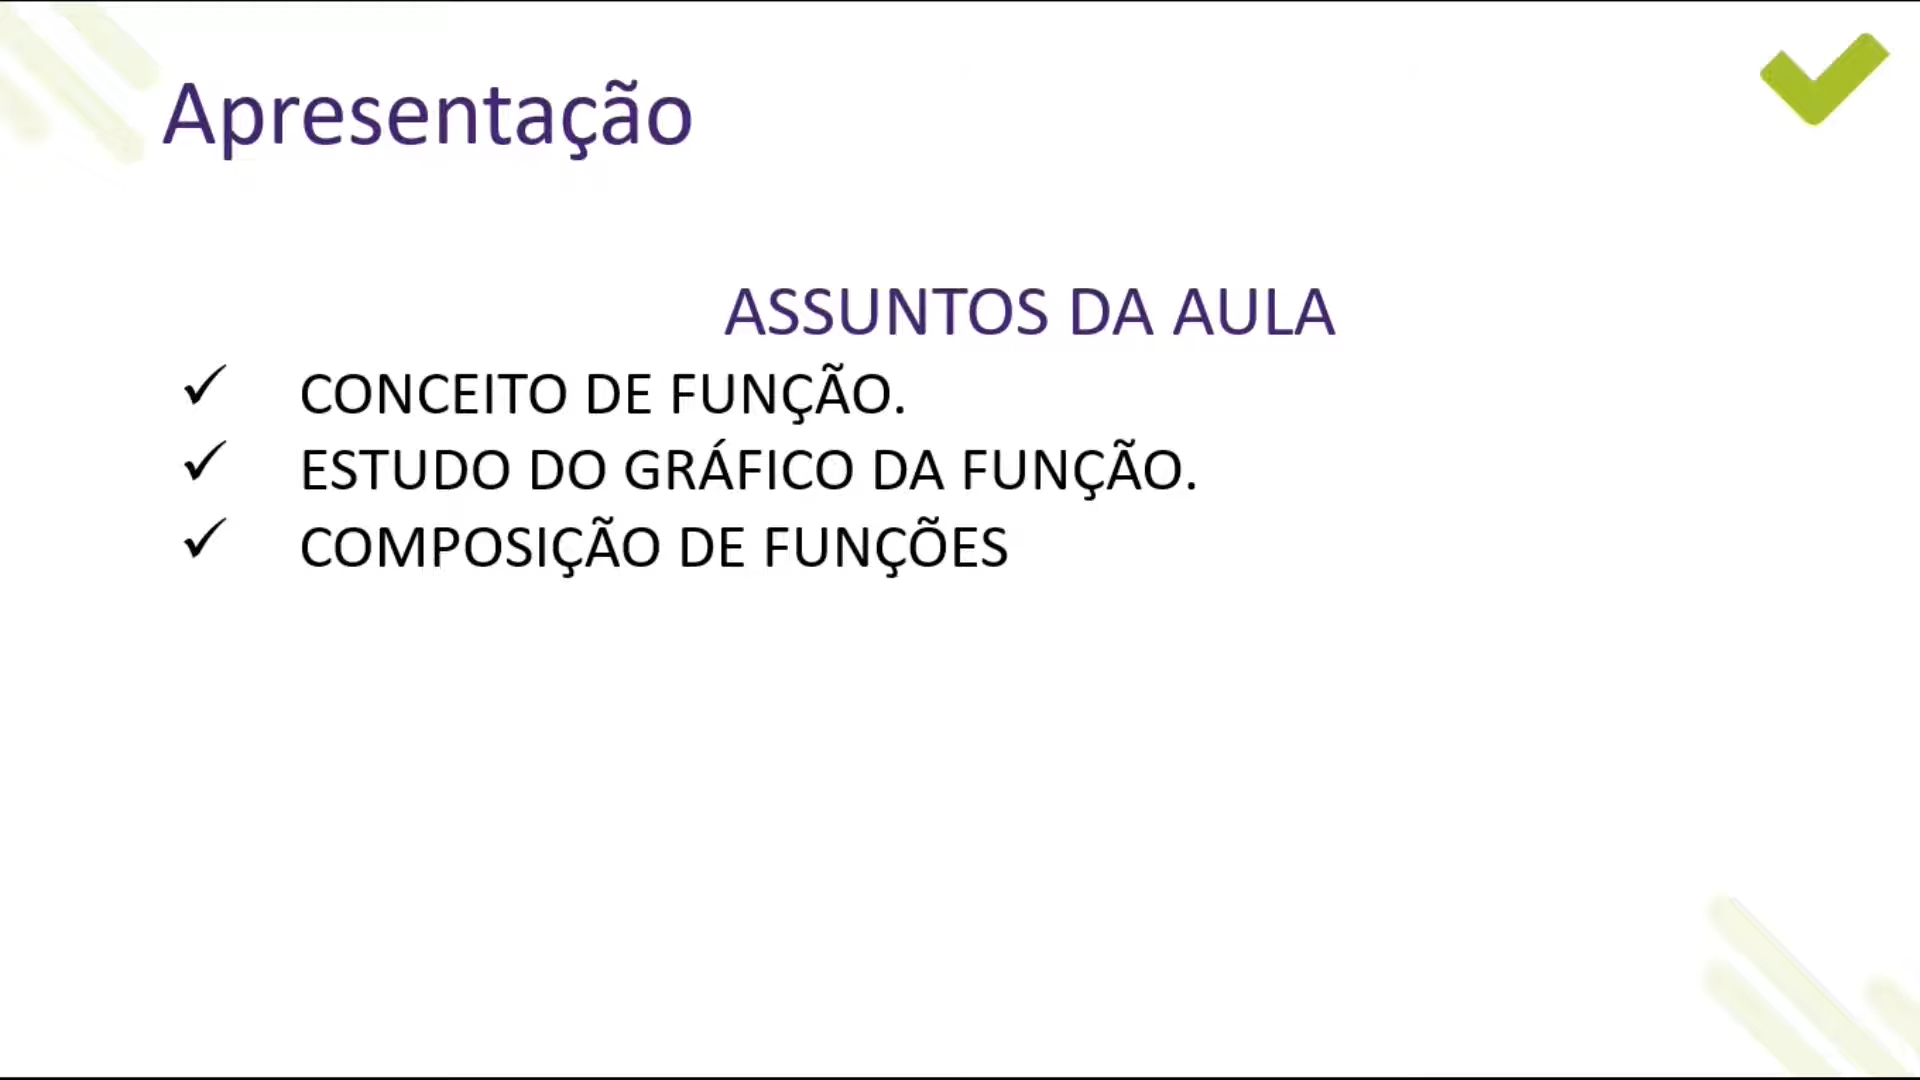 Apresentação
ASSUNTOS DA AULA
✓ CONCEITO DE FUNÇÃO.
✓ ESTUDO DO GRÁFICO DA FUNÇÃO.
✓ COMPOSIÇÃO DE FUNÇÕES